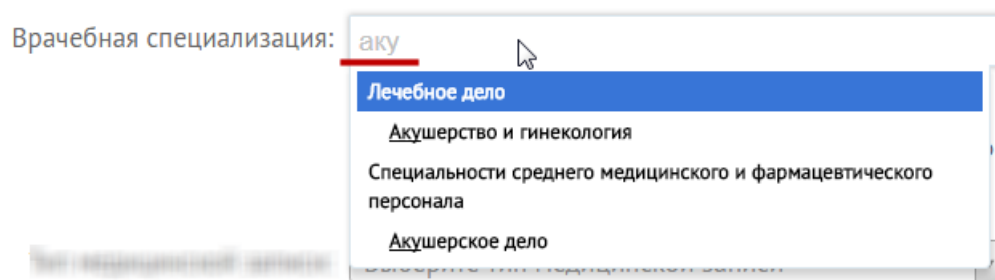 Врачебная специализация: аку
Лечебное дело
Акушерство и гинекология
Специальности среднего медицинского и фармацевтического
персонала
Акушерское дело